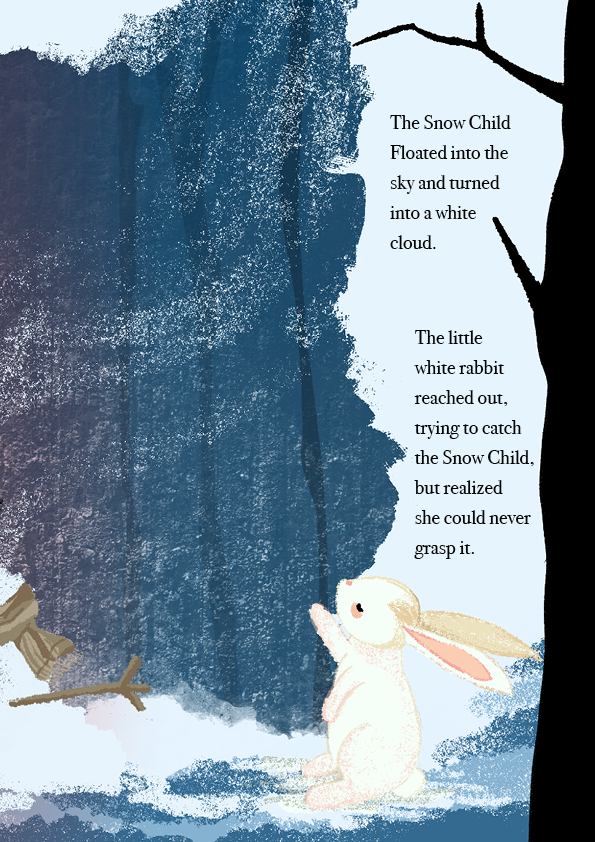 The Snow Child
Floated into the
sky and turned
into a white
cloud.
The little
white rabbit
reached out,
trying to catch
the Snow Child,
but realized
she could never
grasp it.